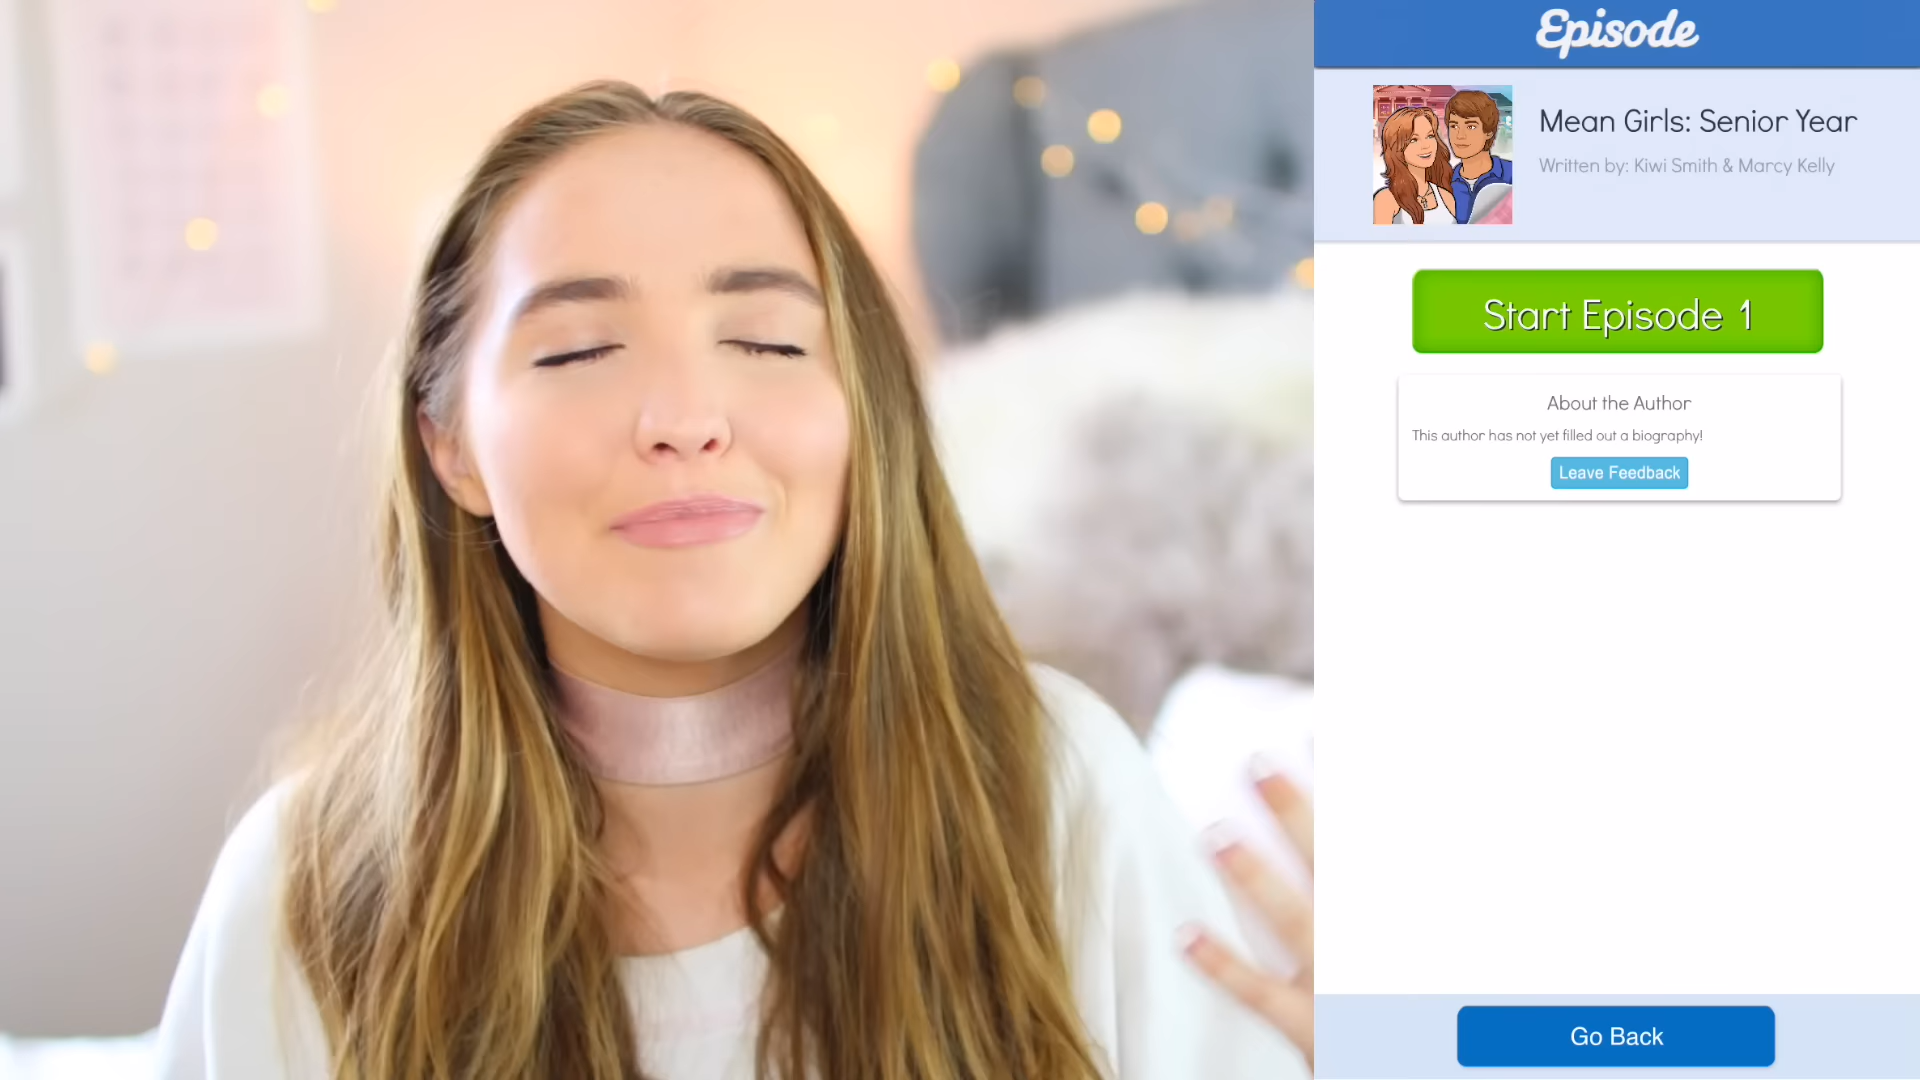 Episode
Mean Girls: Senior Year
Written by: Kiwi Smith & Marcy Kelly
Start Episode 1
About the Author
This author has not yet filled out a biography!
Leave Feedback
Go Back